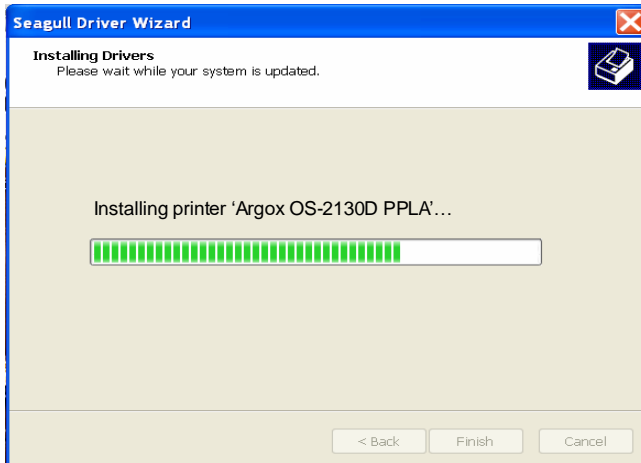 Seagull Driver Wizard
Installing Drivers
Please wait while your system is updated.
Installing printer ‘Argox OS-2130D PPLA’…
< Back
Finish
Cancel